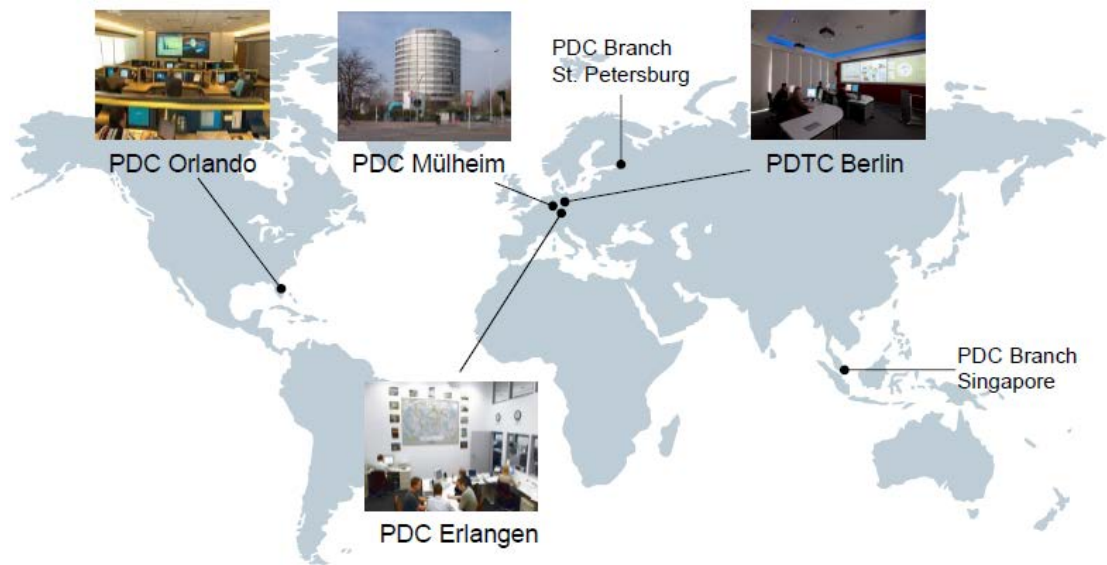 PDC Orlando
PDC Mülheim
PDC Branch
St. Petersburg
PDTC Berlin
PDC Branch
Singapore
PDC Erlangen